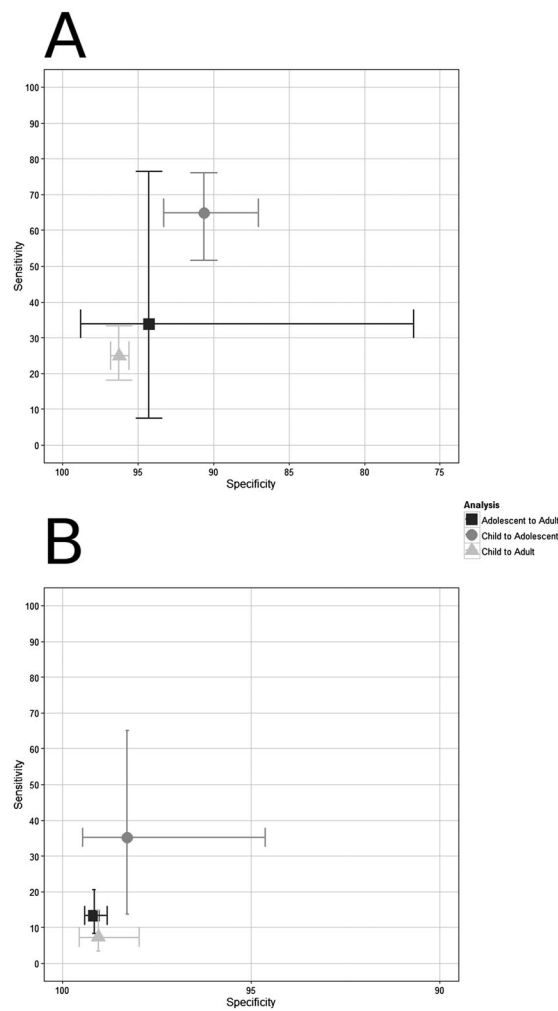 A
100
90
80
70
60
50
40
30
20
10
0
Sensitivity
100 95 90 85 80 75
Specificity
B
Analysis
Adolescent to Adult
Child to Adolescent
Child to Adult
100
90
80
70
60
50
40
30
20
10
0
Sensitivity
100 95 90
Specificity